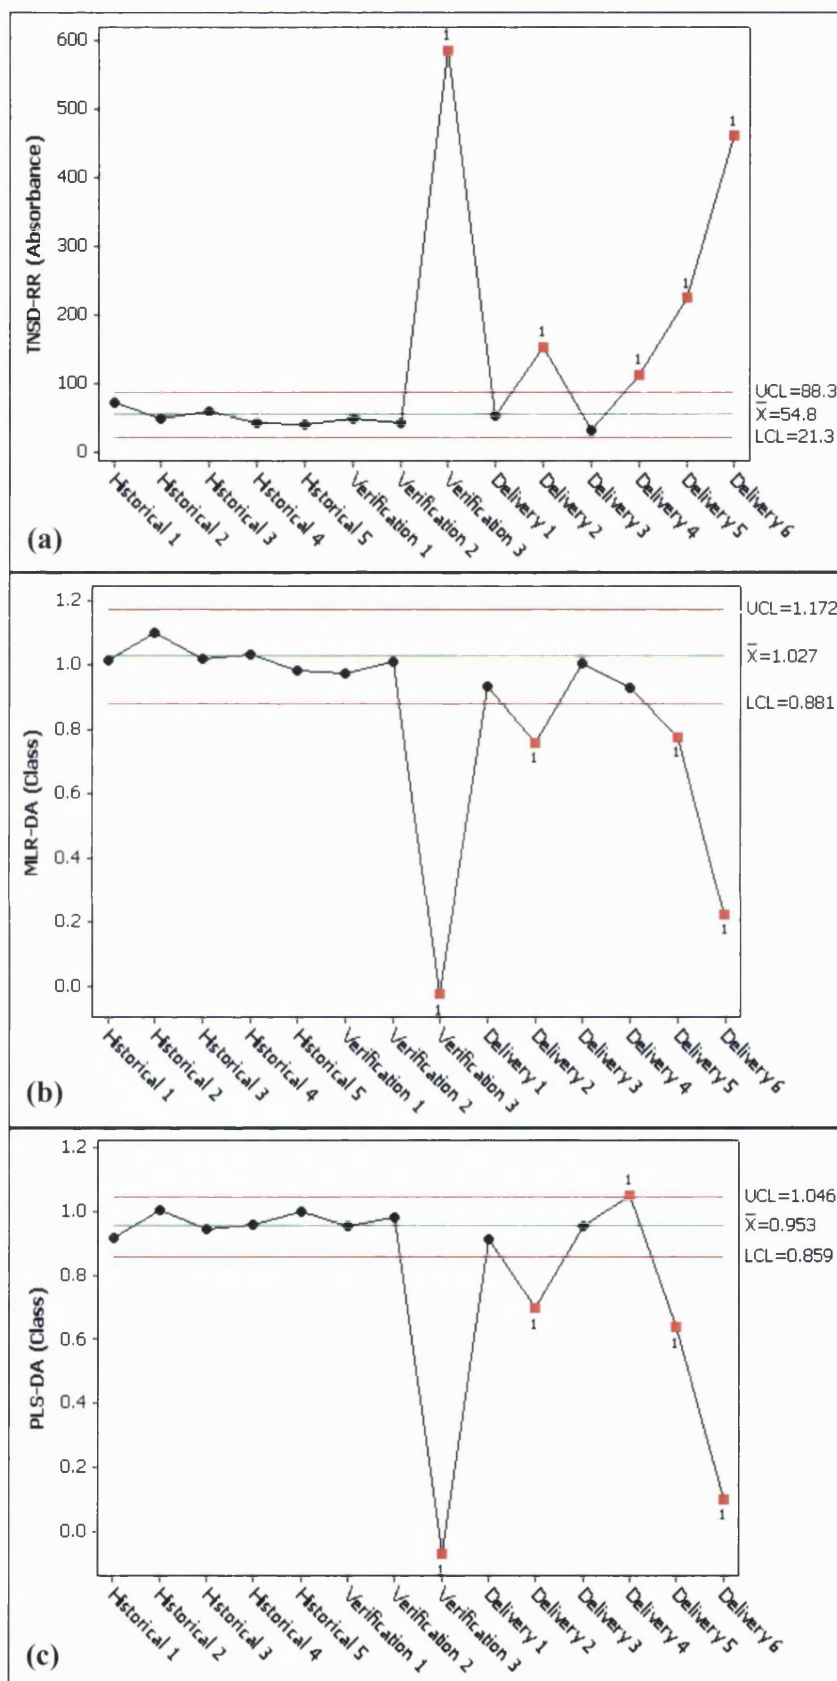 TNSD-RR (Absorbance)
600
500
400
300
200
100
0
1
1
1
1
1
UCL=88.3
X̄=54.8
LCL=21.3
Historical 1
Historical 2
Historical 3
Historical 4
Historical 5
Verification 1
Verification 2
Verification 3
Delivery 1
Delivery 2
Delivery 3
Delivery 4
Delivery 5
Delivery 6
(a)
MLR-DA (Class)
1.2
1.0
0.8
0.6
0.4
0.2
0.0
1
1
1
1
UCL=1.172
X̄=1.027
LCL=0.881
Historical 1
Historical 2
Historical 3
Historical 4
Historical 5
Verification 1
Verification 2
Verification 3
Delivery 1
Delivery 2
Delivery 3
Delivery 4
Delivery 5
Delivery 6
(b)
PLS-DA (Class)
1.2
1.0
0.8
0.6
0.4
0.2
0.0
1
1
1
1
1
UCL=1.046
X̄=0.953
LCL=0.859
Historical 1
Historical 2
Historical 3
Historical 4
Historical 5
Verification 1
Verification 2
Verification 3
Delivery 1
Delivery 2
Delivery 3
Delivery 4
Delivery 5
Delivery 6
(c)